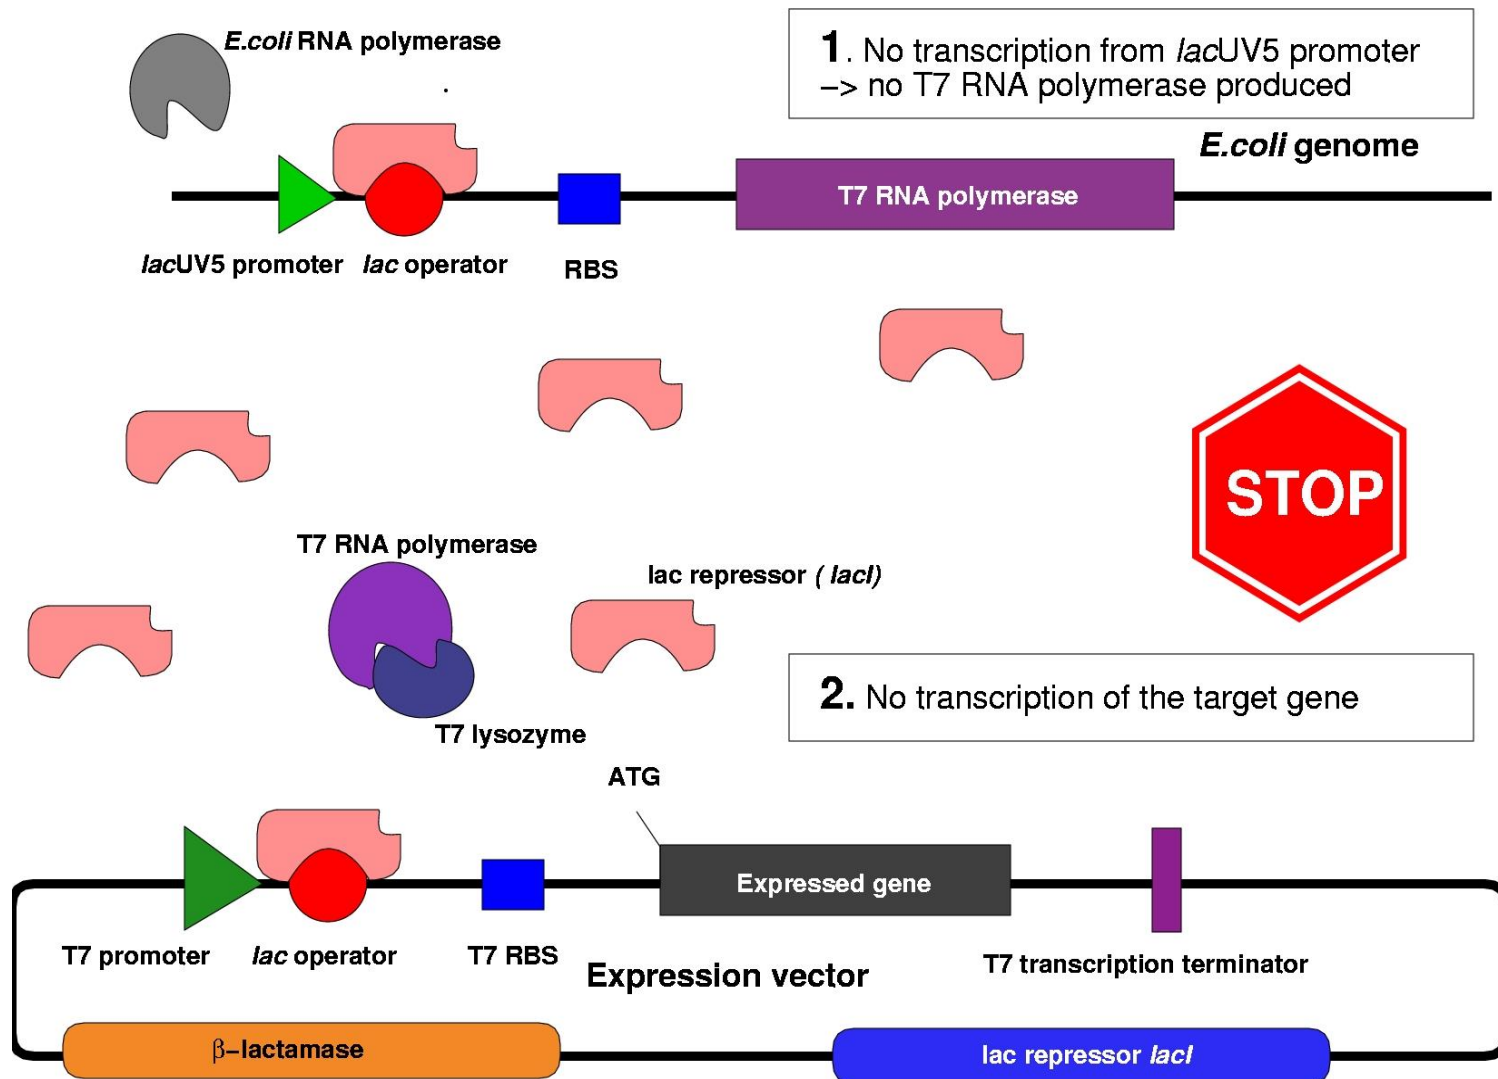 E.coli RNA polymerase
1. No transcription from lacUV5 promoter
–> no T7 RNA polymerase produced
E.coli genome
T7 RNA polymerase
lacUV5 promoter
lac operator
RBS
STOP
T7 RNA polymerase
lac repressor ( lacI)
T7 lysozyme
2. No transcription of the target gene
ATG
Expressed gene
T7 promoter
lac operator
T7 RBS
Expression vector
T7 transcription terminator
β–lactamase
lac repressor lacI